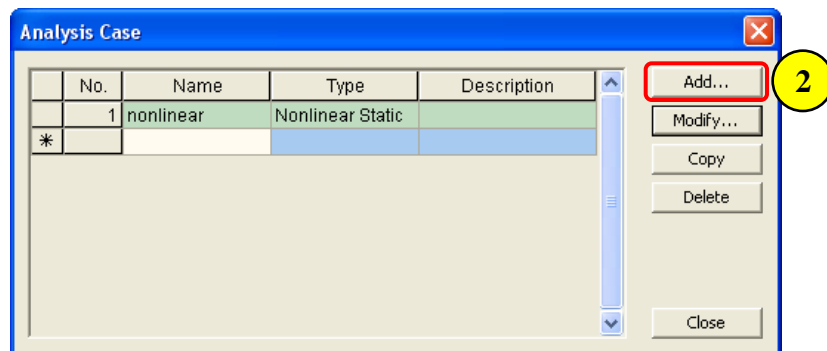 Analysis Case
No. Name Type Description
Add...
2
1 nonlinear Nonlinear Static
Modify...
*
Copy
Delete
Close